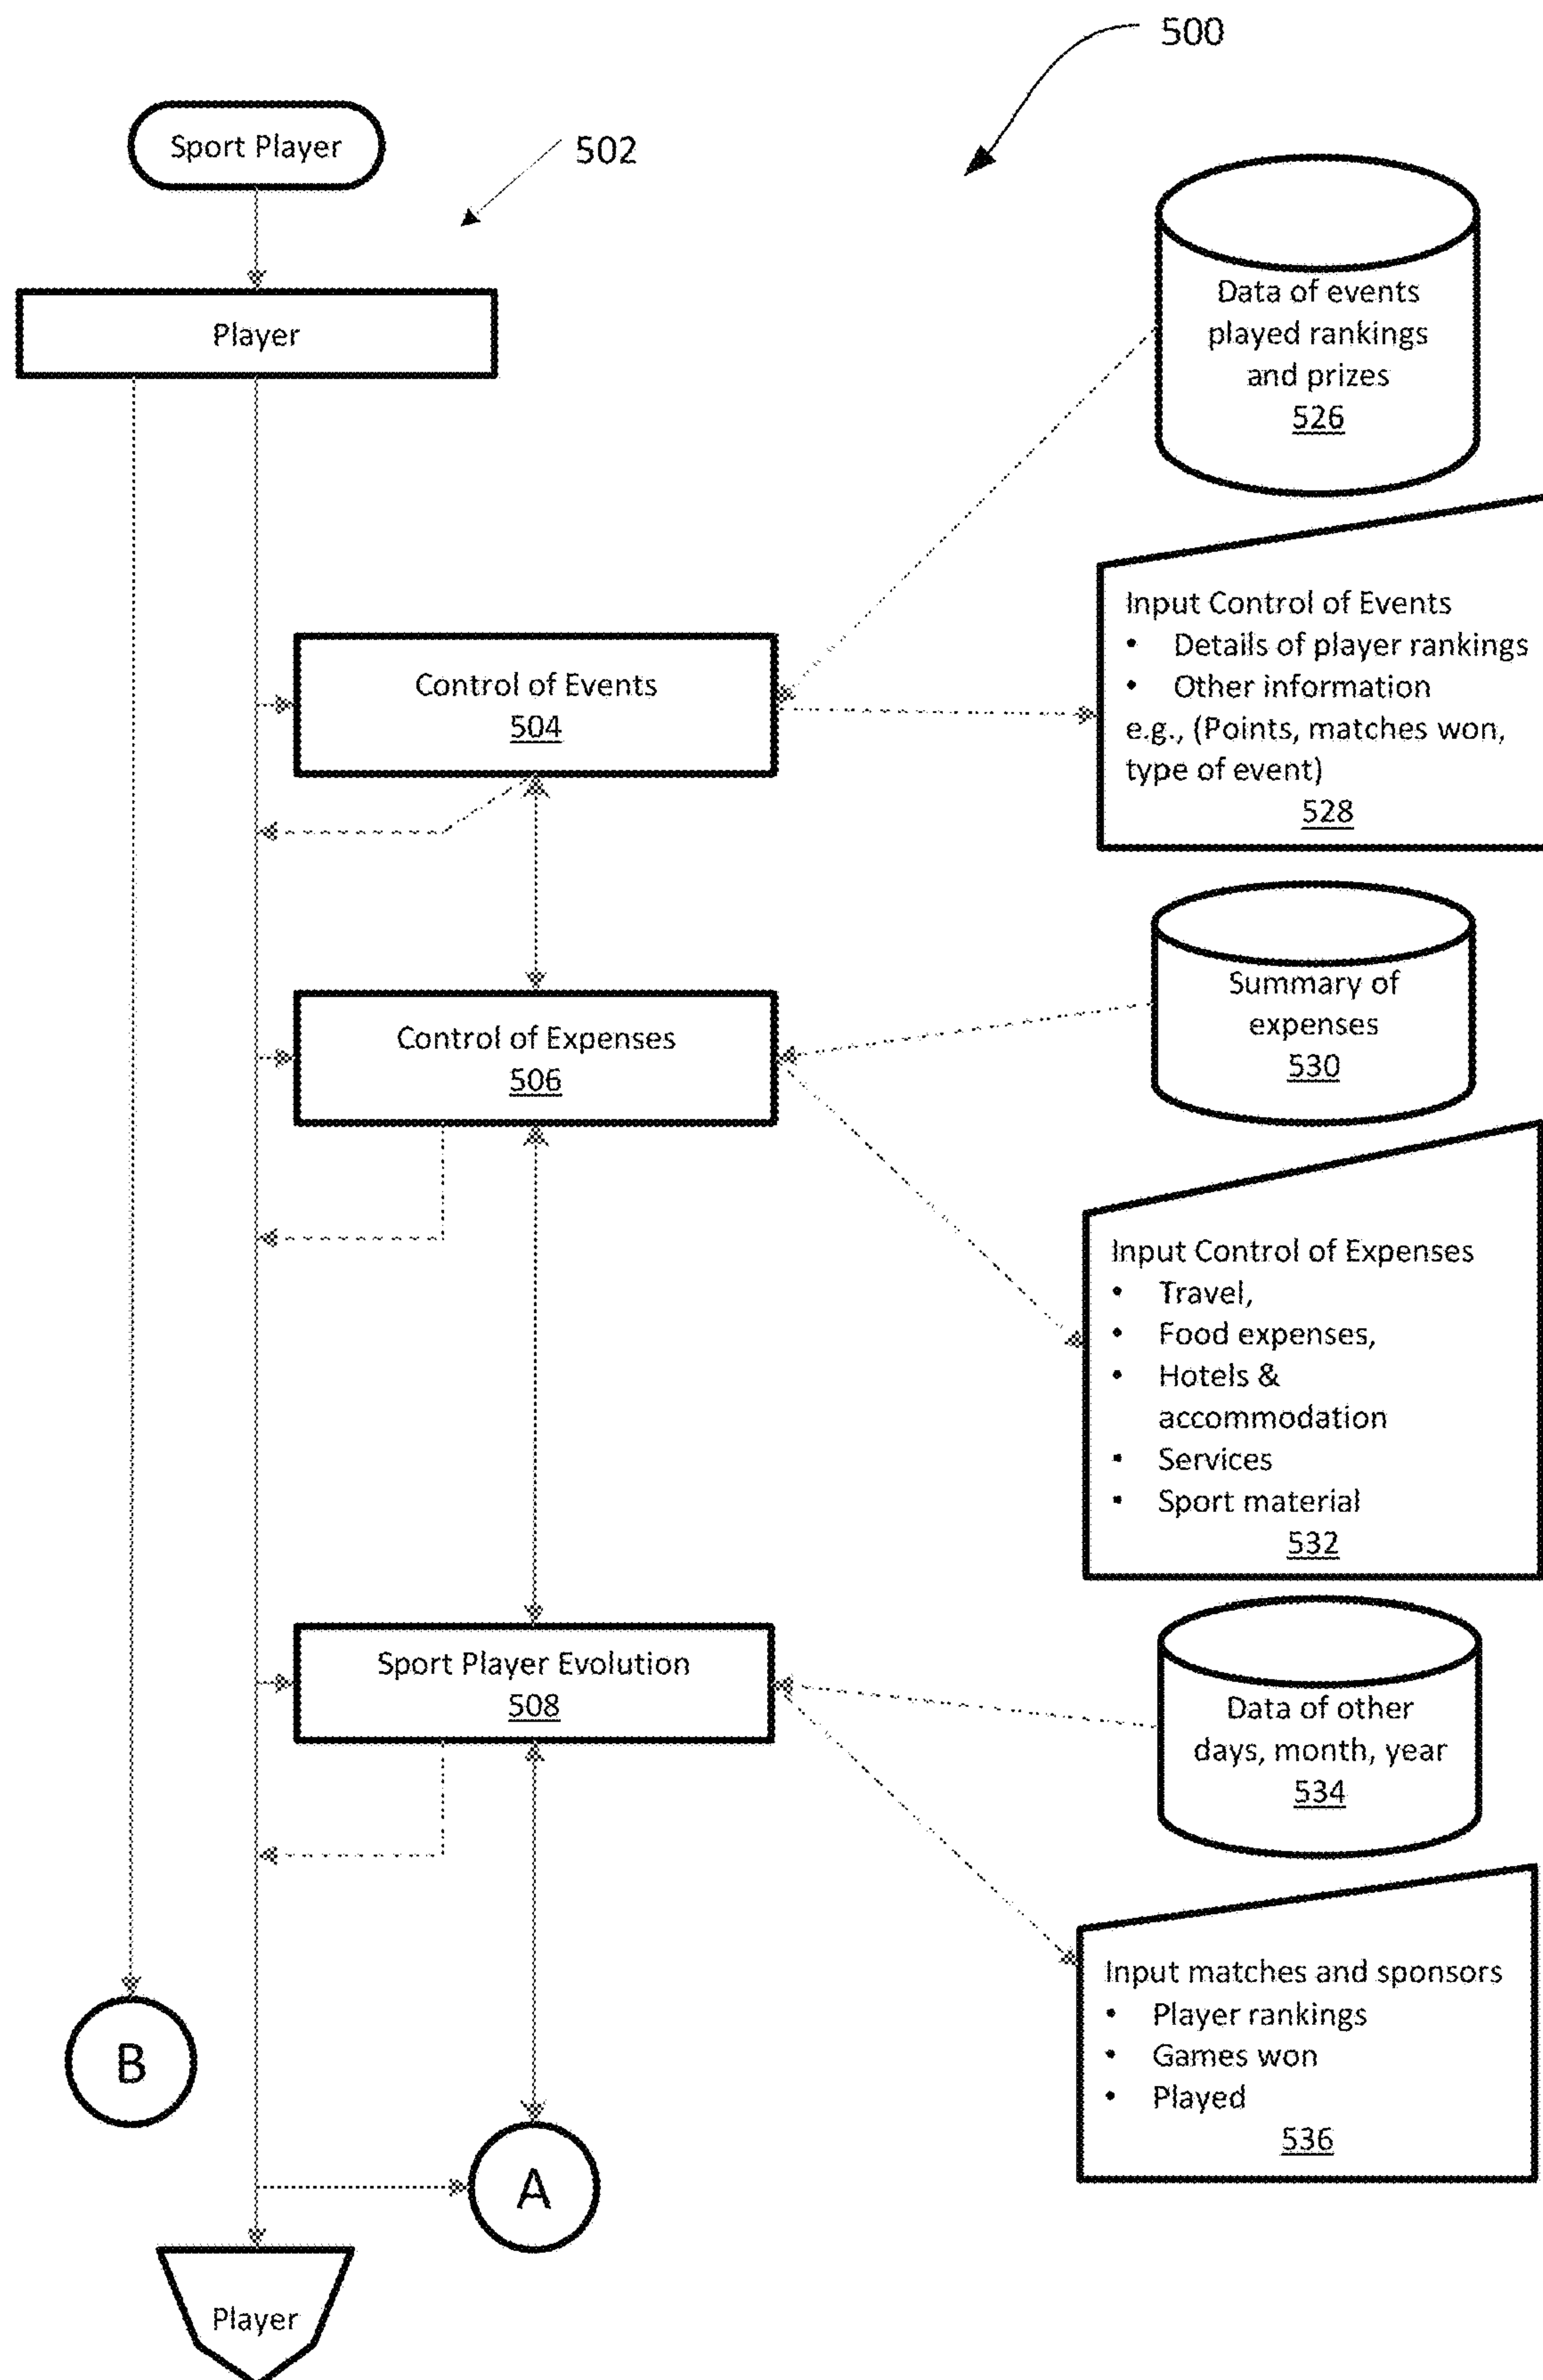 500
Sport Player
502
Player
Data of events
played rankings
and prizes
526
Input Control of Events
• Details of player rankings
• Other information
e.g., (Points, matches won,
type of event)
528
Control of Events
504
Summary of
expenses
530
Control of Expenses
506
Input Control of Expenses
• Travel,
• Food expenses,
• Hotels &
accommodation
• Services
• Sport material
532
Sport Player Evolution
508
Data of other
days, month, year
534
Input matches and sponsors
• Player rankings
• Games won
• Played
536
B
A
Player